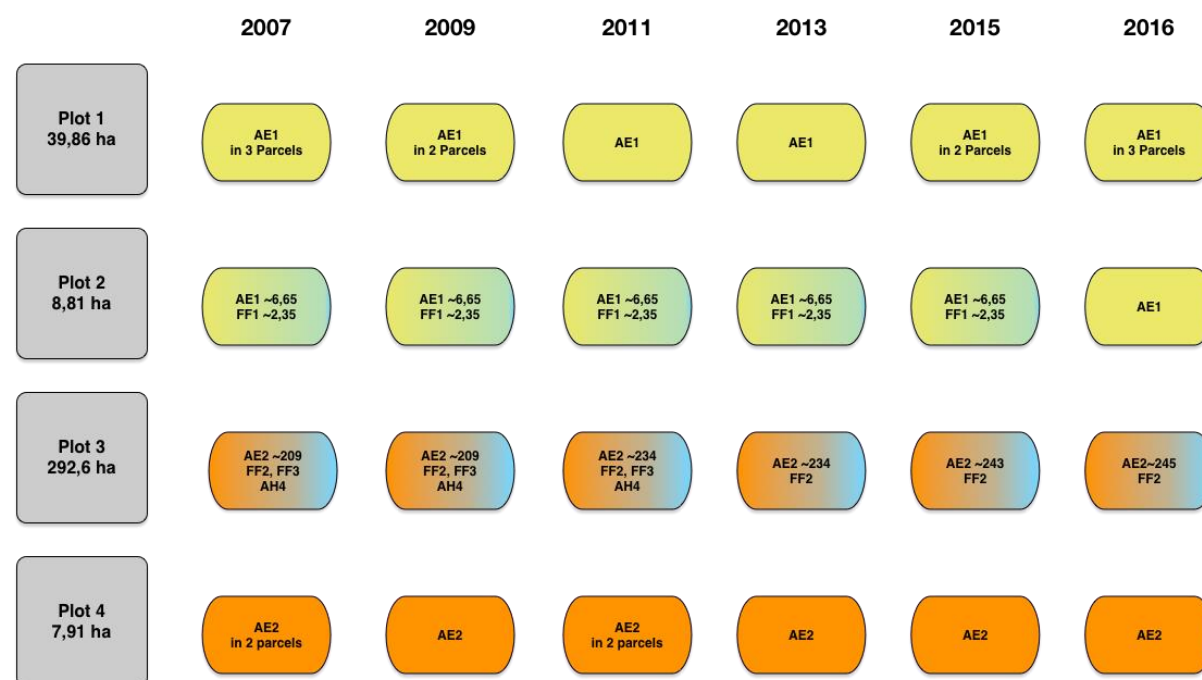 2007 2009 2011 2013 2015 2016
Plot 1
39,86 ha
AE1
in 3 Parcels
AE1
in 2 Parcels
AE1
AE1
AE1
in 2 Parcels
AE1
in 3 Parcels
Plot 2
8,81 ha
AE1 ~6,65
FF1 ~2,35
AE1 ~6,65
FF1 ~2,35
AE1 ~6,65
FF1 ~2,35
AE1 ~6,65
FF1 ~2,35
AE1 ~6,65
FF1 ~2,35
AE1
Plot 3
292,6 ha
AE2 ~209
FF2, FF3
AH4
AE2 ~209
FF2, FF3
AH4
AE2 ~234
FF2, FF3
AH4
AE2 ~234
FF2
AE2 ~243
FF2
AE2~245
FF2
Plot 4
7,91 ha
AE2
in 2 parcels
AE2
AE2
in 2 parcels
AE2
AE2
AE2